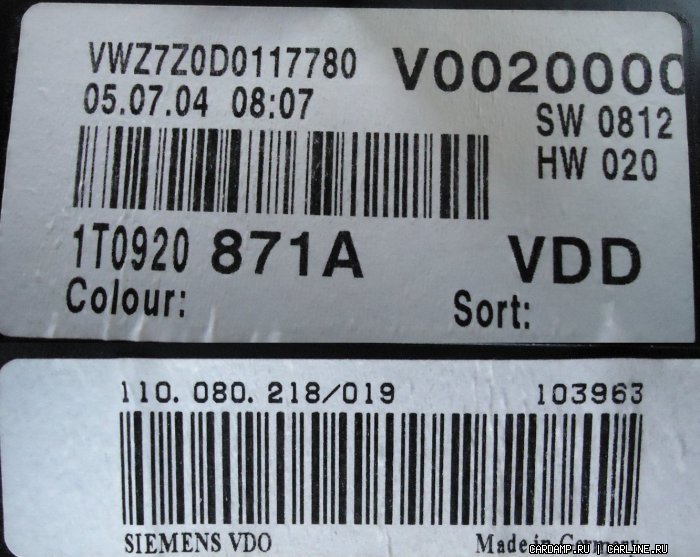 VWZ7Z0D0117780 V0020000
05.07.04 08:07
SW 0812
HW 020
1T0920 871A VDD
Colour: Sort:
110.080.218/019 103963
SIEMENS VDO Made in Germany
CARDAMP.RU / CARLINE.RU